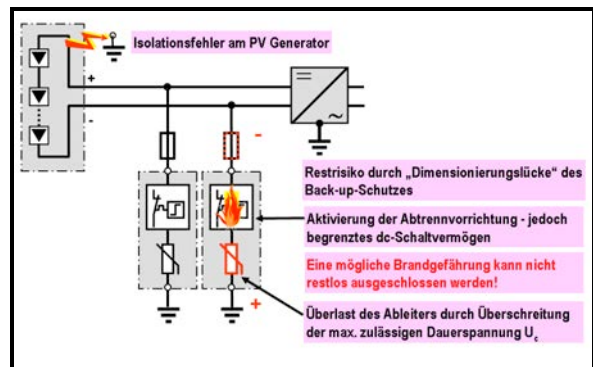 Isolationsfehler am PV Generator
+
-
=
~
-
Restrisiko durch „Dimensionierungslücke“ des
Back-up-Schutzes
Aktivierung der Abtrennvorrichtung - jedoch
begrenztes dc-Schaltvermögen
Eine mögliche Brandgefährung kann nicht
restlos ausgeschlossen werden!
+
Überlast des Ableiters durch Überschreitung
der max. zulässigen Dauerspannung Uc